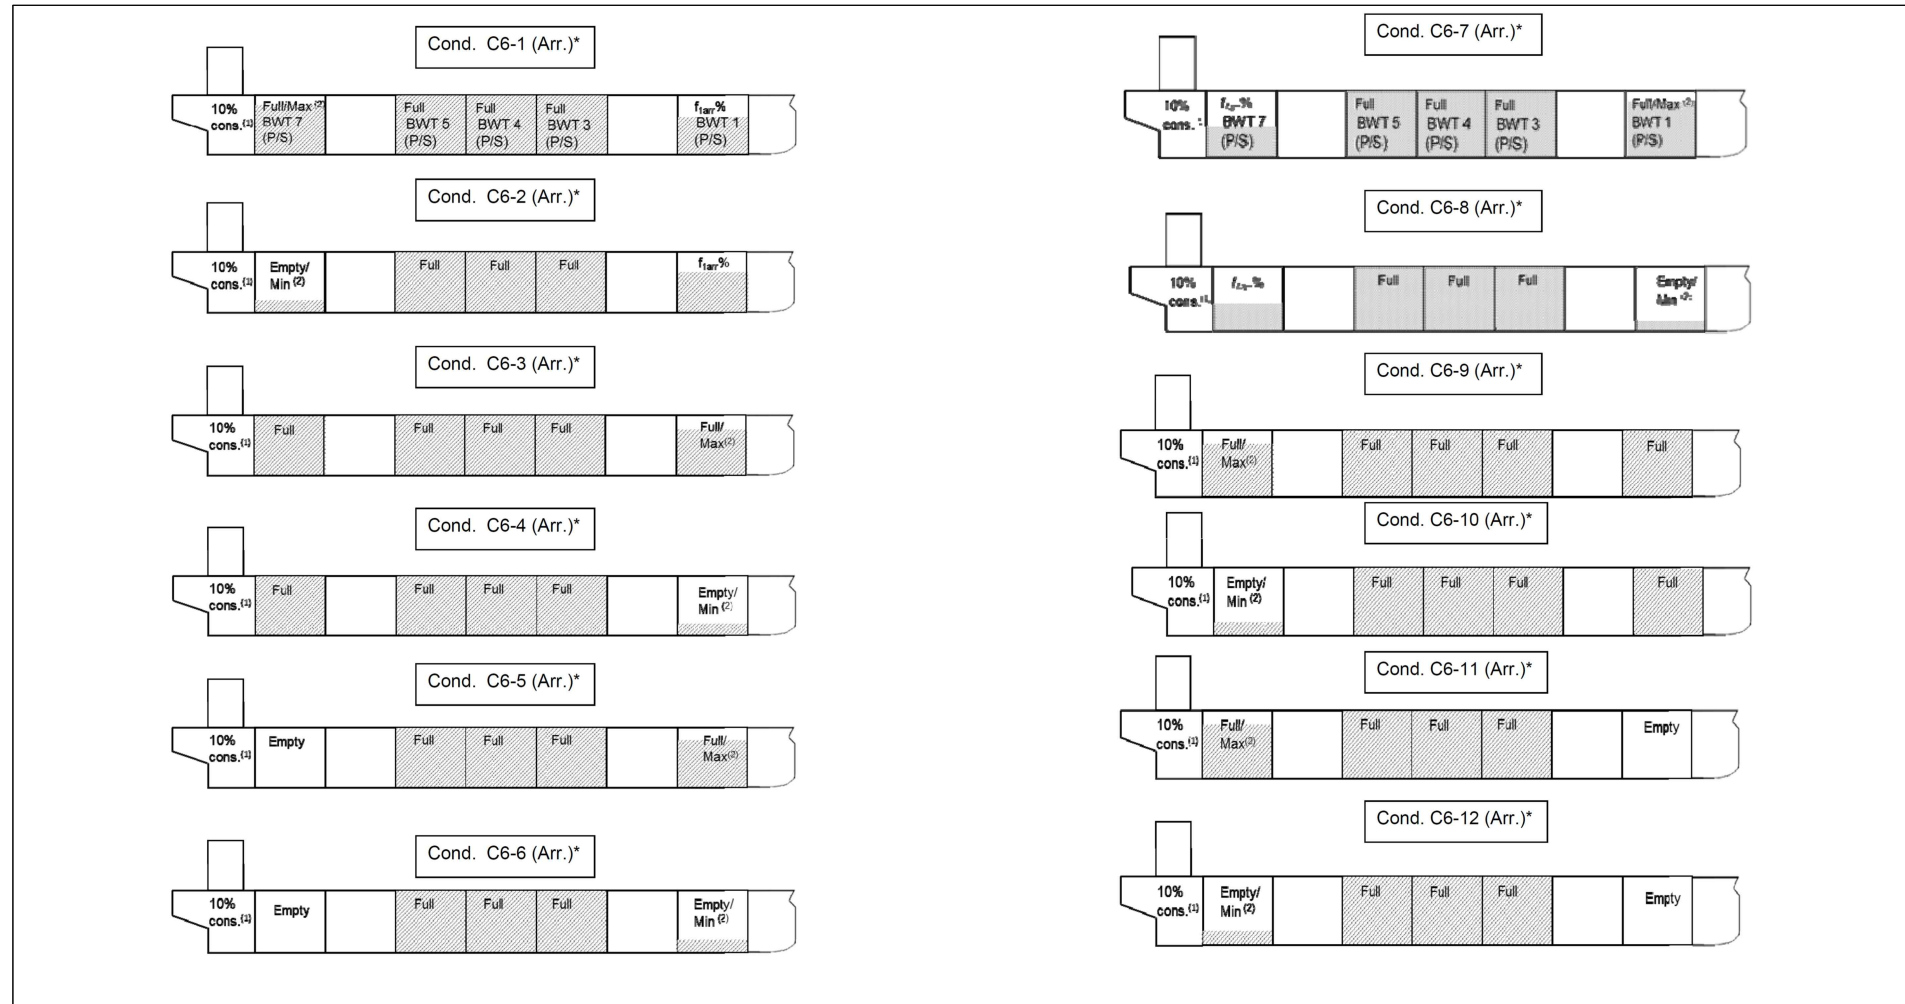 Cond. C6-1 (Arr.)*
10% cons.(1)
Full/Max (2) BWT 7 (P/S)
Full BWT 5 (P/S)
Full BWT 4 (P/S)
Full BWT 3 (P/S)
f1arr% BWT 1 (P/S)
Cond. C6-2 (Arr.)*
10% cons.(1)
Empty/ Min (2)
Full
Full
Full
f1arr%
Cond. C6-3 (Arr.)*
10% cons.(1)
Full
Full
Full
Full
Full/ Max(2)
Cond. C6-4 (Arr.)*
10% cons.(1)
Full
Full
Full
Full
Empty/ Min (2)
Cond. C6-5 (Arr.)*
10% cons.(1)
Empty
Full
Full
Full
Full/ Max(2)
Cond. C6-6 (Arr.)*
10% cons.(1)
Empty
Full
Full
Full
Empty/ Min (2)
Cond. C6-7 (Arr.)*
10% cons.
% BWT 7 (P/S)
Full BWT 5 (P/S)
Full BWT 4 (P/S)
Full BWT 3 (P/S)
Full/Max (2) BWT 1 (P/S)
Cond. C6-8 (Arr.)*
10% cons.
%
Full
Full
Full
Empty/ Min (2)
Cond. C6-9 (Arr.)*
10% cons.(1)
Full/ Max(2)
Full
Full
Full
Full
Cond. C6-10 (Arr.)*
10% cons.(1)
Empty/ Min (2)
Full
Full
Full
Full
Cond. C6-11 (Arr.)*
10% cons.(1)
Full/ Max(2)
Full
Full
Full
Empty
Cond. C6-12 (Arr.)*
10% cons.(1)
Empty/ Min (2)
Full
Full
Full
Empty